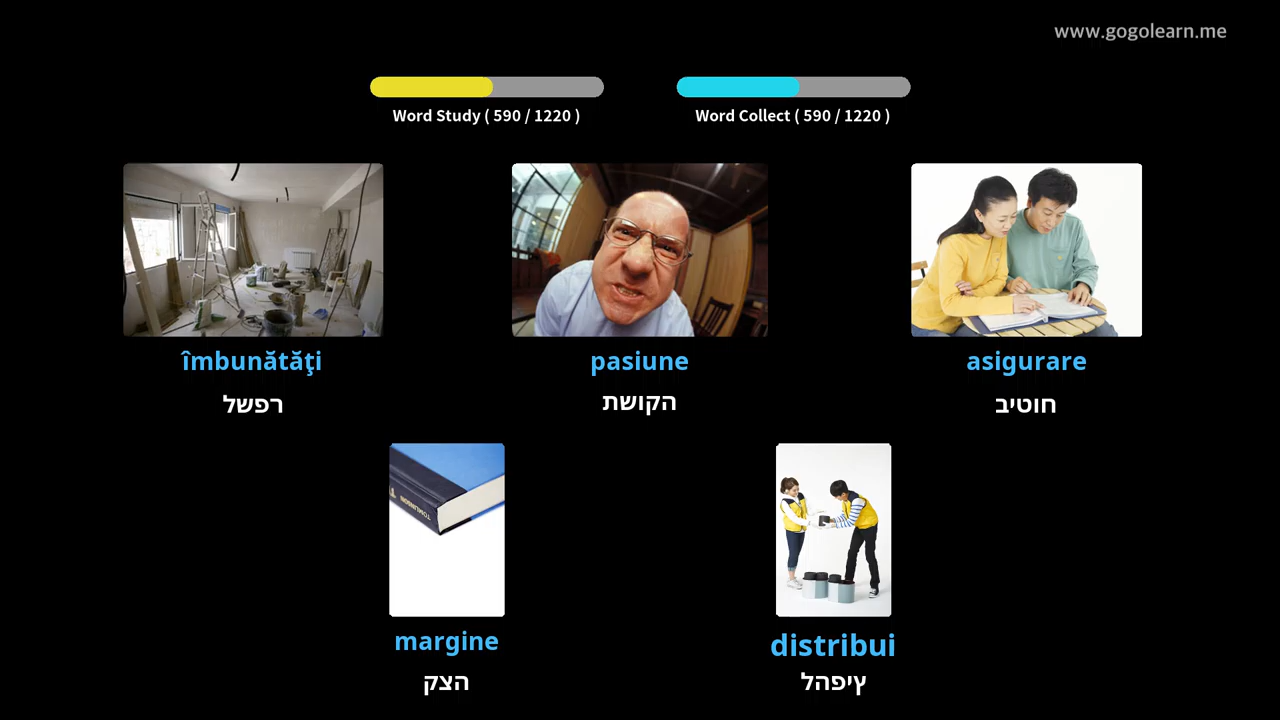 www.gogolearn.me
Word Study ( 590 / 1220 )
Word Collect ( 590 / 1220 )
îmbunătăţi
רפשל
pasiune
הקושת
asigurare
חוטיב
margine
הצק
distribui
ץיפהל